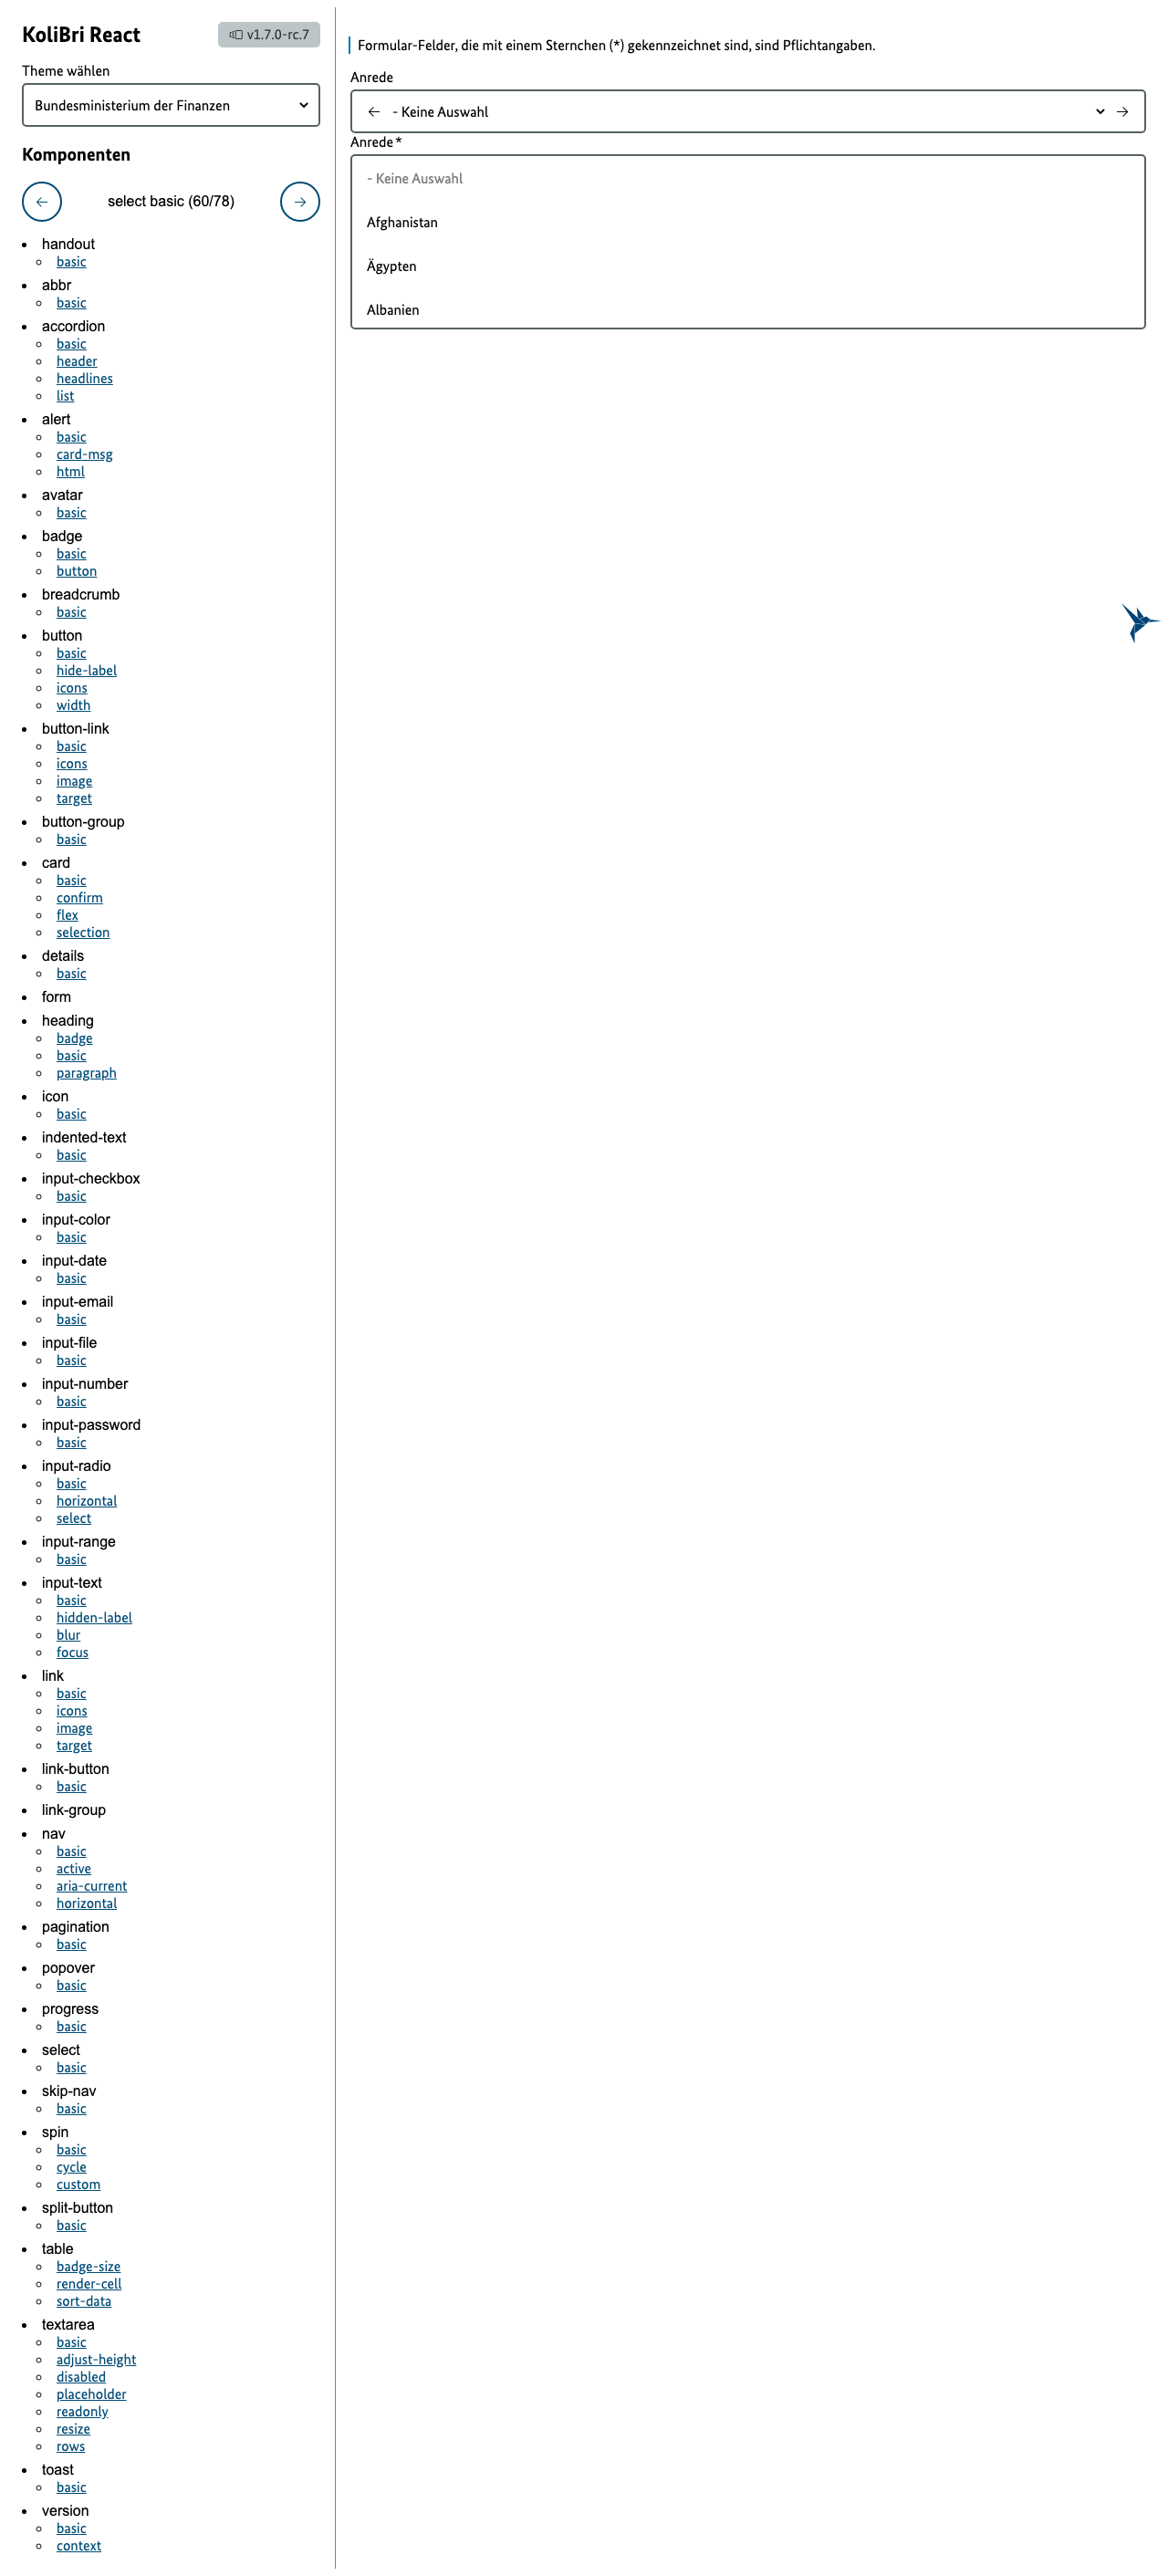 KoliBri React
v1.7.0-rc.7
Theme wählen
Bundesministerium der Finanzen
Komponenten
select basic (60/78)
handout
basic
abbr
basic
accordion
basic
header
headlines
list
alert
basic
card-msg
html
avatar
basic
badge
basic
button
breadcrumb
basic
button
basic
hide-label
icons
width
button-link
basic
icons
image
target
button-group
basic
card
basic
confirm
flex
selection
details
basic
form
heading
badge
basic
paragraph
icon
basic
indented-text
basic
input-checkbox
basic
input-color
basic
input-date
basic
input-email
basic
input-file
basic
input-number
basic
input-password
basic
input-radio
basic
horizontal
select
input-range
basic
input-text
basic
hidden-label
blur
focus
link
basic
icons
image
target
link-button
basic
link-group
nav
basic
active
aria-current
horizontal
pagination
basic
popover
basic
progress
basic
select
basic
skip-nav
basic
spin
basic
cycle
custom
split-button
basic
table
badge-size
render-cell
sort-data
textarea
basic
adjust-height
disabled
placeholder
readonly
resize
rows
toast
basic
version
basic
context
Formular-Felder, die mit einem Sternchen (*) gekennzeichnet sind, sind Pflichtangaben.
Anrede
- Keine Auswahl
Anrede *
- Keine Auswahl
Afghanistan
Ägypten
Albanien